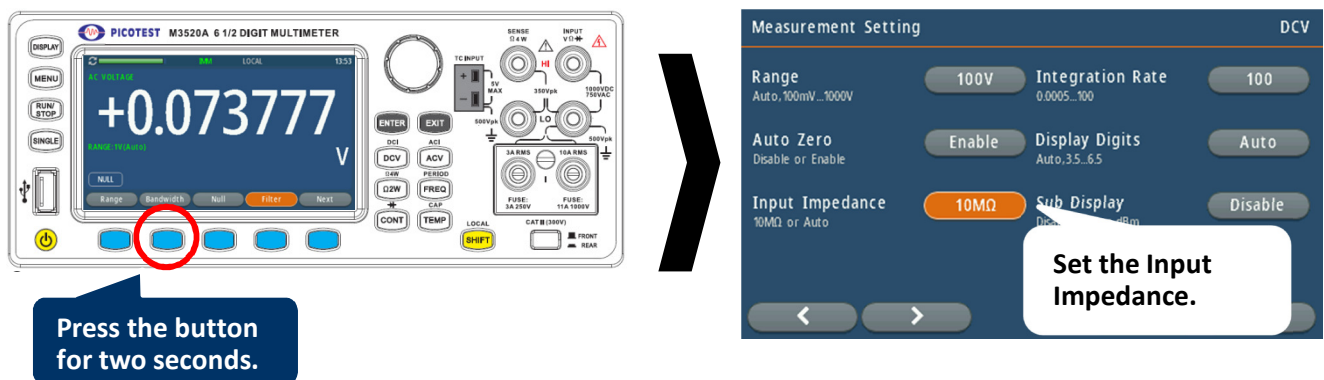 PICOTEST M3520A 6 1/2 DIGIT MULTIMETER
DISPLAY
MENU
RUN/
STOP
SINGLE
IMM LOCAL 13:53
AC VOLTAGE
+0.073777
V
RANGE:1V(Auto)
NULL
Range Bandwidth Null Filter Next
ENTER EXIT
DCI ACI
DCV ACV
Ω4W PERIOD
Ω2W FREQ
CAP
CONT TEMP
LOCAL
SHIFT
TC INPUT
+
−
5V
MAX
SENSE
Ω 4 W
INPUT
V Ω
HI
350Vpk
1000VDC
750VAC
LO
500Vpk
500Vpk
3A RMS 10A RMS
I
FUSE:
3A 250V
FUSE:
11A 1000V
CAT II (300V)
FRONT
REAR
Press the button
for two seconds.
Measurement Setting DCV
Range 100V Integration Rate 100
Auto,100mV...1000V 0.0005...100
Auto Zero Enable Display Digits Auto
Disable or Enable Auto,3.5...6.5
Input Impedance 10MΩ Sub Display Disable
10MΩ or Auto
Set the Input
Impedance.